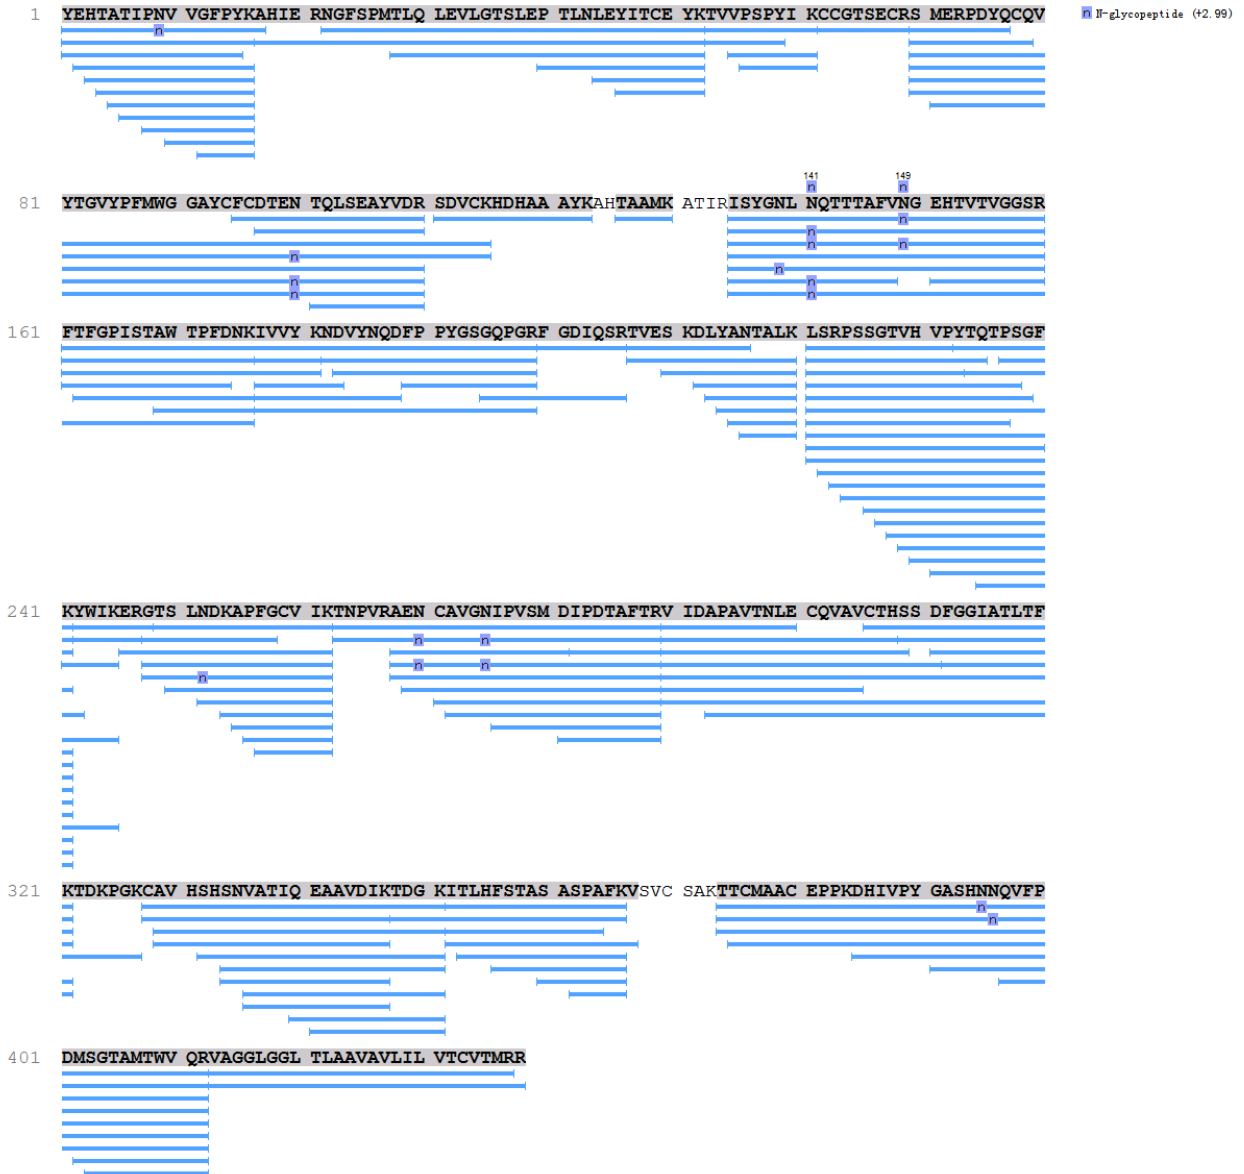 1 YEHTATIPNV VGFPYKAHIE RNGFSPMTLQ LEVLGTSLEP TLNLEYITCE YKTVVPSPYI KCCGTSECRS MERPDYQCQV
n N-glycopeptide (+2.99)
n
141 149
n n
81 YTGVYPFMWG GAYCFCDTEN TQLSEAYVDR SDVCKHDHAA AYKAHTAAMK ATIRISYGNL NQTTTAFVNG EHTVTVGGSR
n
n
n n
n
n
n n
n n
161 FTFGPISTAW TPFDNKIVVY KNDVYNQDFP PYGSGQPGRF GDIQSRTVES KDLYANTALK LSRPSSGTVH VPYTQTPSGF
241 KYWIKERGTS LNDKAPFGCV IKTNPVRAEN CAVGNIPVSM DIPDTAFTRV IDAPAVTNLE CQVAVCTHSS DFGGIATLTF
n n
n n
n
321 KTDKPGKCAV HSHSNVATIQ EAAVDIKTDG KITLHFSTAS ASPAFKVSVC SAKTTCMAAC EPPKDHIVPY GASHNNQVFP
n
n
401 DMSGTAMTWV QRVAGGLGGL TLAAVAVLIL VTCVTMRR